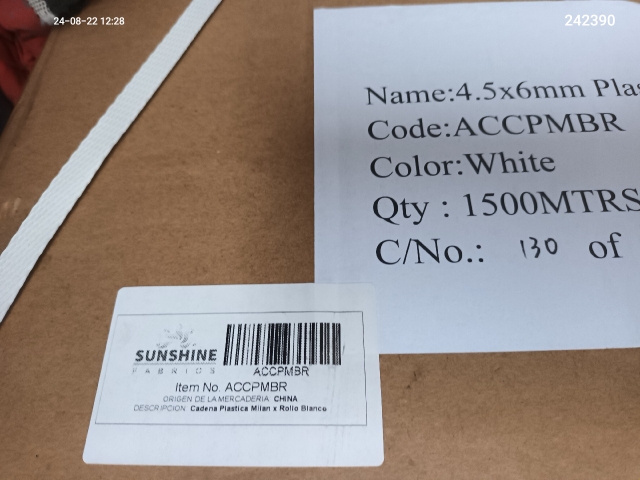 24-08-22 12:28
242390
Name:4.5x6mm Plas
Code:ACCPMBR
Color:White
Qty : 1500MTRS
C/No.: 130 of
SUNSHINE
FABRICS
ACCPMBR
Item No. ACCPMBR
ORIGEN DE LA MERCADERIA CHINA
DESCRIPCION Cadena Plastica Milan x Rollo Blanco